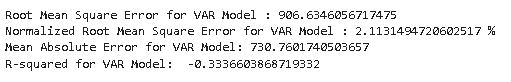 Root Mean Square Error for VAR Model : 906.6346056717475
Normalized Root Mean Square Error for VAR Model : 2.1131494720602517 %
Mean Absolute Error for VAR Model: 730.7601740503657
R-squared for VAR Model:  -0.3336603868719332